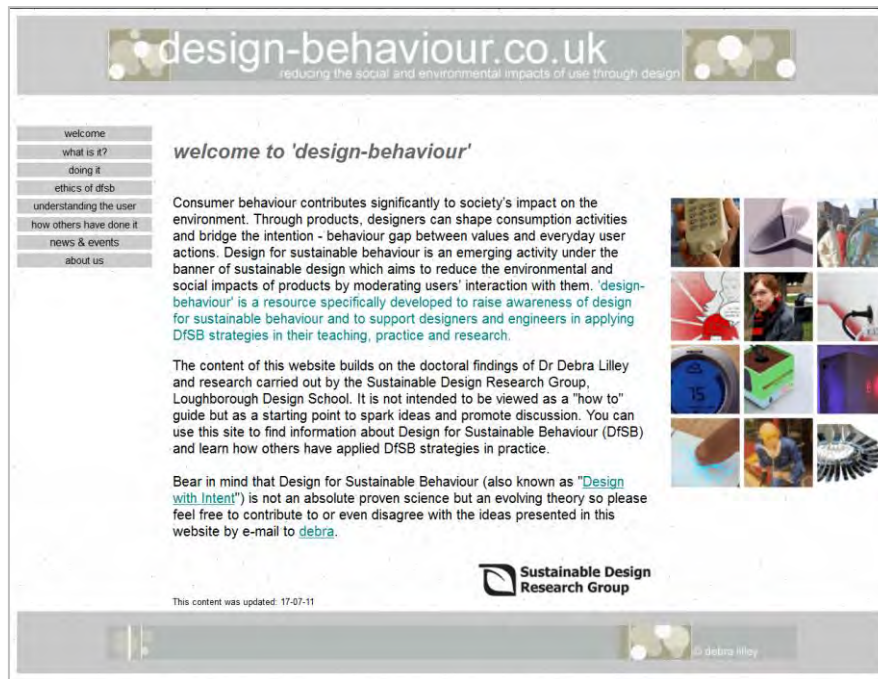 design-behaviour.co.uk
reducing the social and environmental impacts of use through design
welcome
what is it?
doing it
ethics of dfsb
understanding the user
how others have done it
news & events
about us
welcome to 'design-behaviour'
Consumer behaviour contributes significantly to society's impact on the
environment. Through products, designers can shape consumption activities
and bridge the intention - behaviour gap between values and everyday user
actions. Design for sustainable behaviour is an emerging activity under the
banner of sustainable design which aims to reduce the environmental and
social impacts of products by moderating users' interaction with them. 'design-
behaviour' is a resource specifically developed to raise awareness of design
for sustainable behaviour and to support designers and engineers in applying
DfSB strategies in their teaching, practice and research.
The content of this website builds on the doctoral findings of Dr Debra Lilley
and research carried out by the Sustainable Design Research Group,
Loughborough Design School. It is not intended to be viewed as a "how to"
guide but as a starting point to spark ideas and promote discussion. You can
use this site to find information about Design for Sustainable Behaviour (DfSB)
and learn how others have applied DfSB strategies in practice.
Bear in mind that Design for Sustainable Behaviour (also known as "Design
with Intent") is not an absolute proven science but an evolving theory so please
feel free to contribute to or even disagree with the ideas presented in this
website by e-mail to debra.
75
Sustainable Design
Research Group
This content was updated: 17-07-11
© debra lilley